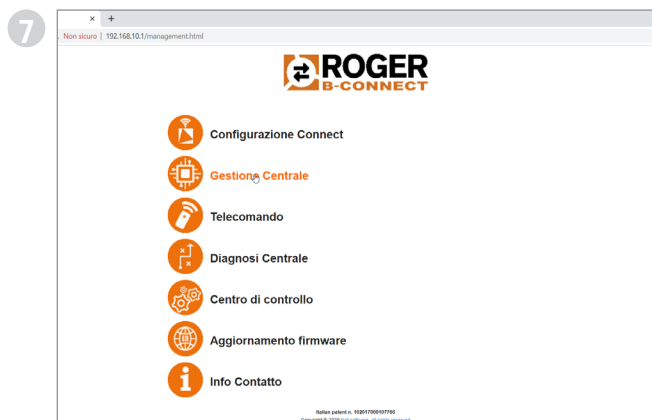 7
× +
Non sicuro | 192.168.10.1/management.html
ROGER
B-CONNECT
Configurazione Connect
Gestione Centrale
Telecomando
Diagnosi Centrale
Centro di controllo
Aggiornamento firmware
Info Contatto
Italian patent n. 102017000107766